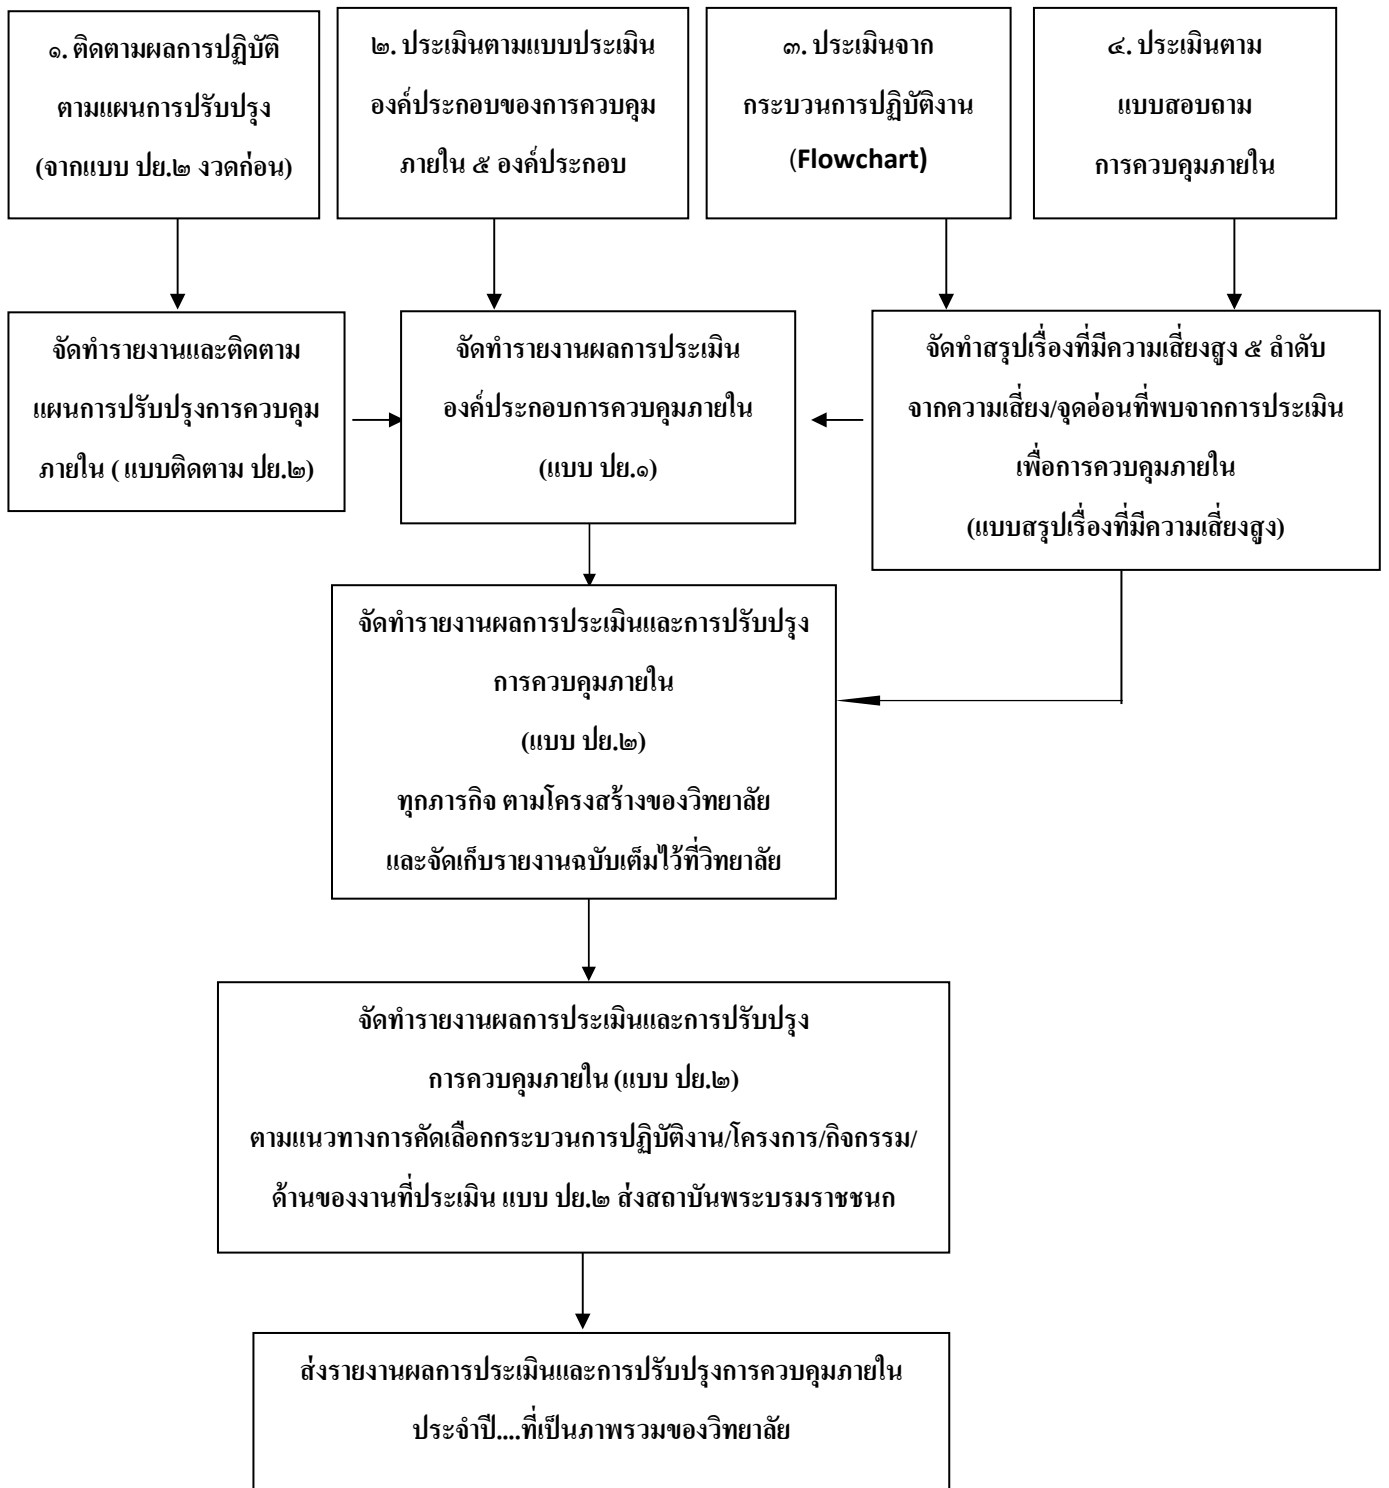 ๑. ติดตามผลการปฏิบัติ
ตามแผนการปรับปรุง
(จากแบบ ปย.๒ งวดก่อน)
๒. ประเมินตามแบบประเมิน
องค์ประกอบของการควบคุม
ภายใน ๕ องค์ประกอบ
๓. ประเมินจาก
กระบวนการปฏิบัติงาน
(Flowchart)
๔. ประเมินตาม
แบบสอบถาม
การควบคุมภายใน
จัดทำรายงานและติดตาม
แผนการปรับปรุงการควบคุม
ภายใน ( แบบติดตาม ปย.๒)
จัดทำรายงานผลการประเมิน
องค์ประกอบการควบคุมภายใน
(แบบ ปย.๑)
จัดทำสรุปเรื่องที่มีความเสี่ยงสูง ๕ ลำดับ
จากความเสี่ยง/จุดอ่อนที่พบจากการประเมิน
เพื่อการควบคุมภายใน
(แบบสรุปเรื่องที่มีความเสี่ยงสูง)
จัดทำรายงานผลการประเมินและการปรับปรุง
การควบคุมภายใน
(แบบ ปย.๒)
ทุกภารกิจ ตามโครงสร้างของวิทยาลัย
และจัดเก็บรายงานฉบับเต็มไว้ที่วิทยาลัย
จัดทำรายงานผลการประเมินและการปรับปรุง
การควบคุมภายใน (แบบ ปย.๒)
ตามแนวทางการคัดเลือกกระบวนการปฏิบัติงาน/โครงการ/กิจกรรม/
ด้านของงานที่ประเมิน แบบ ปย.๒ ส่งสถาบันพระบรมราชชนก
ส่งรายงานผลการประเมินและการปรับปรุงการควบคุมภายใน
ประจำปี....ที่เป็นภาพรวมของวิทยาลัย